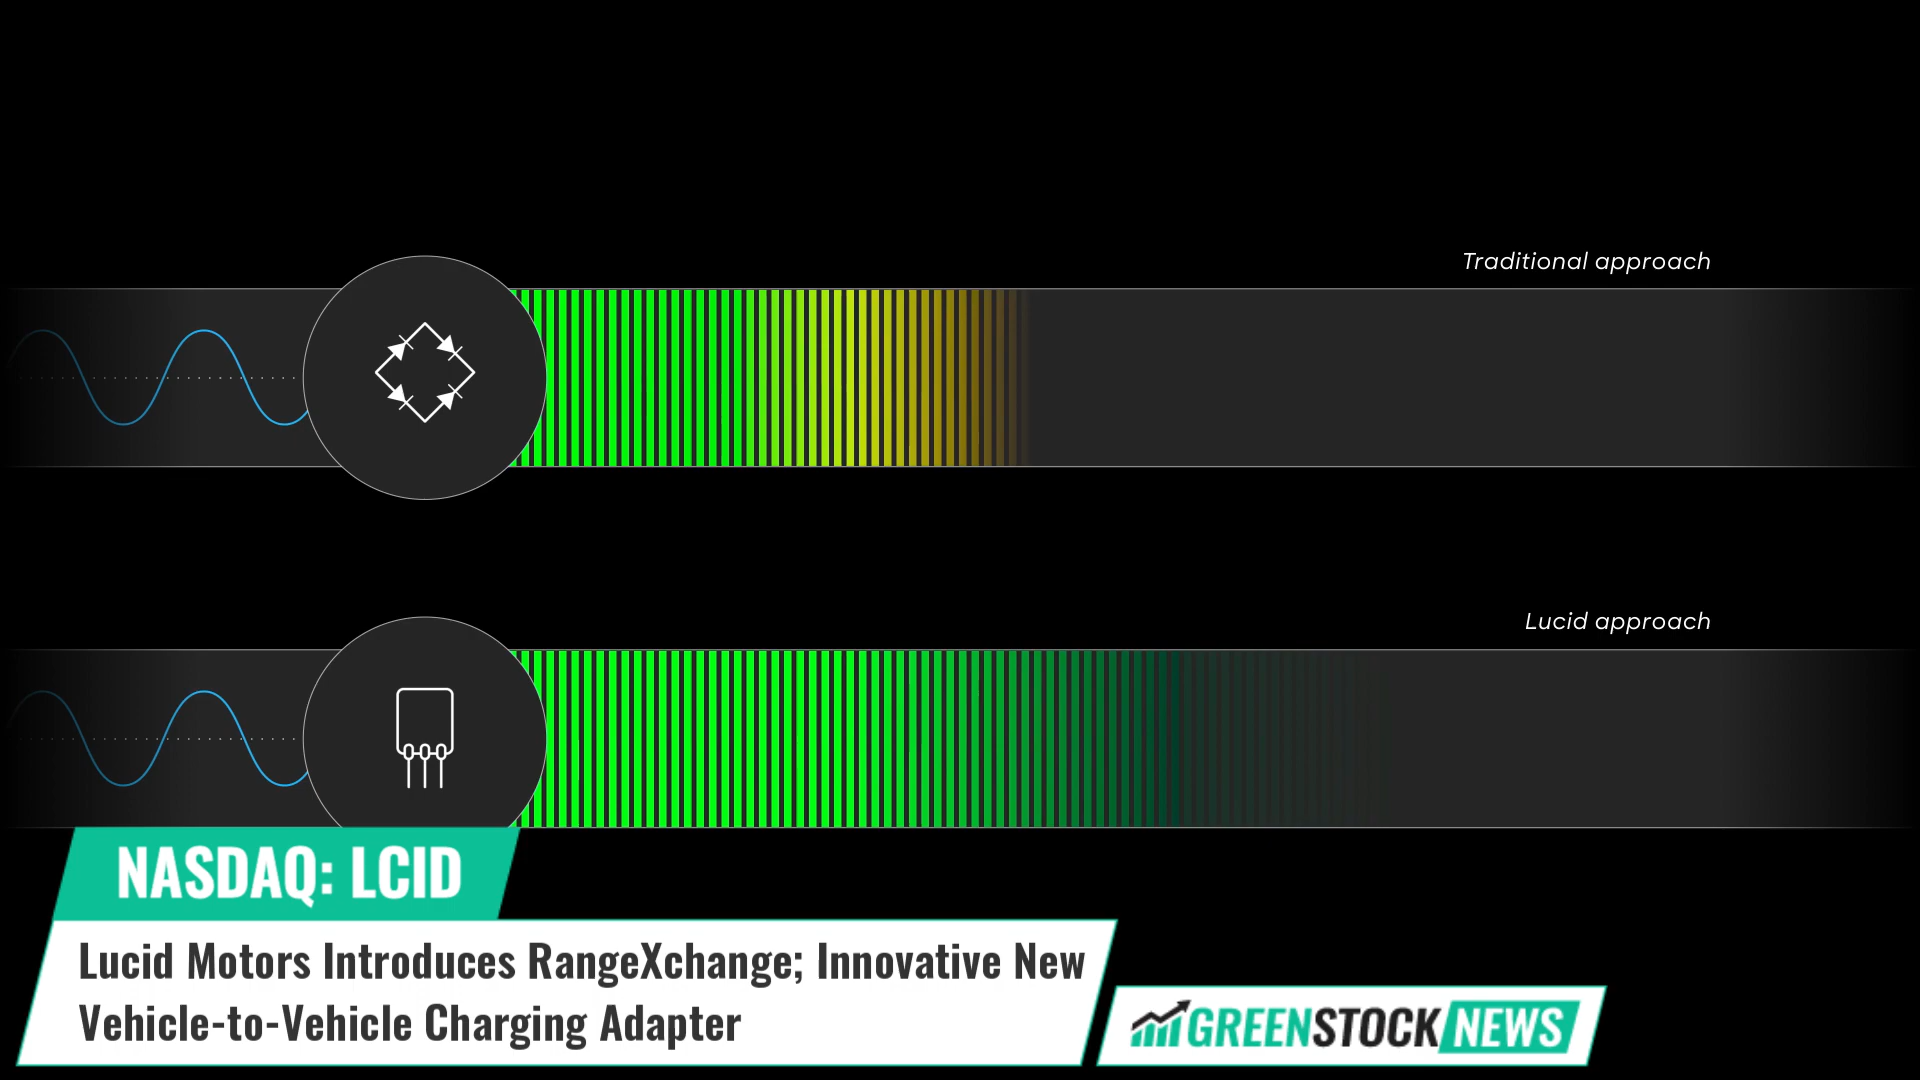 Traditional approach
Lucid approach
NASDAQ: LCID
Lucid Motors Introduces RangeXchange; Innovative New
Vehicle-to-Vehicle Charging Adapter
GREENSTOCK NEWS